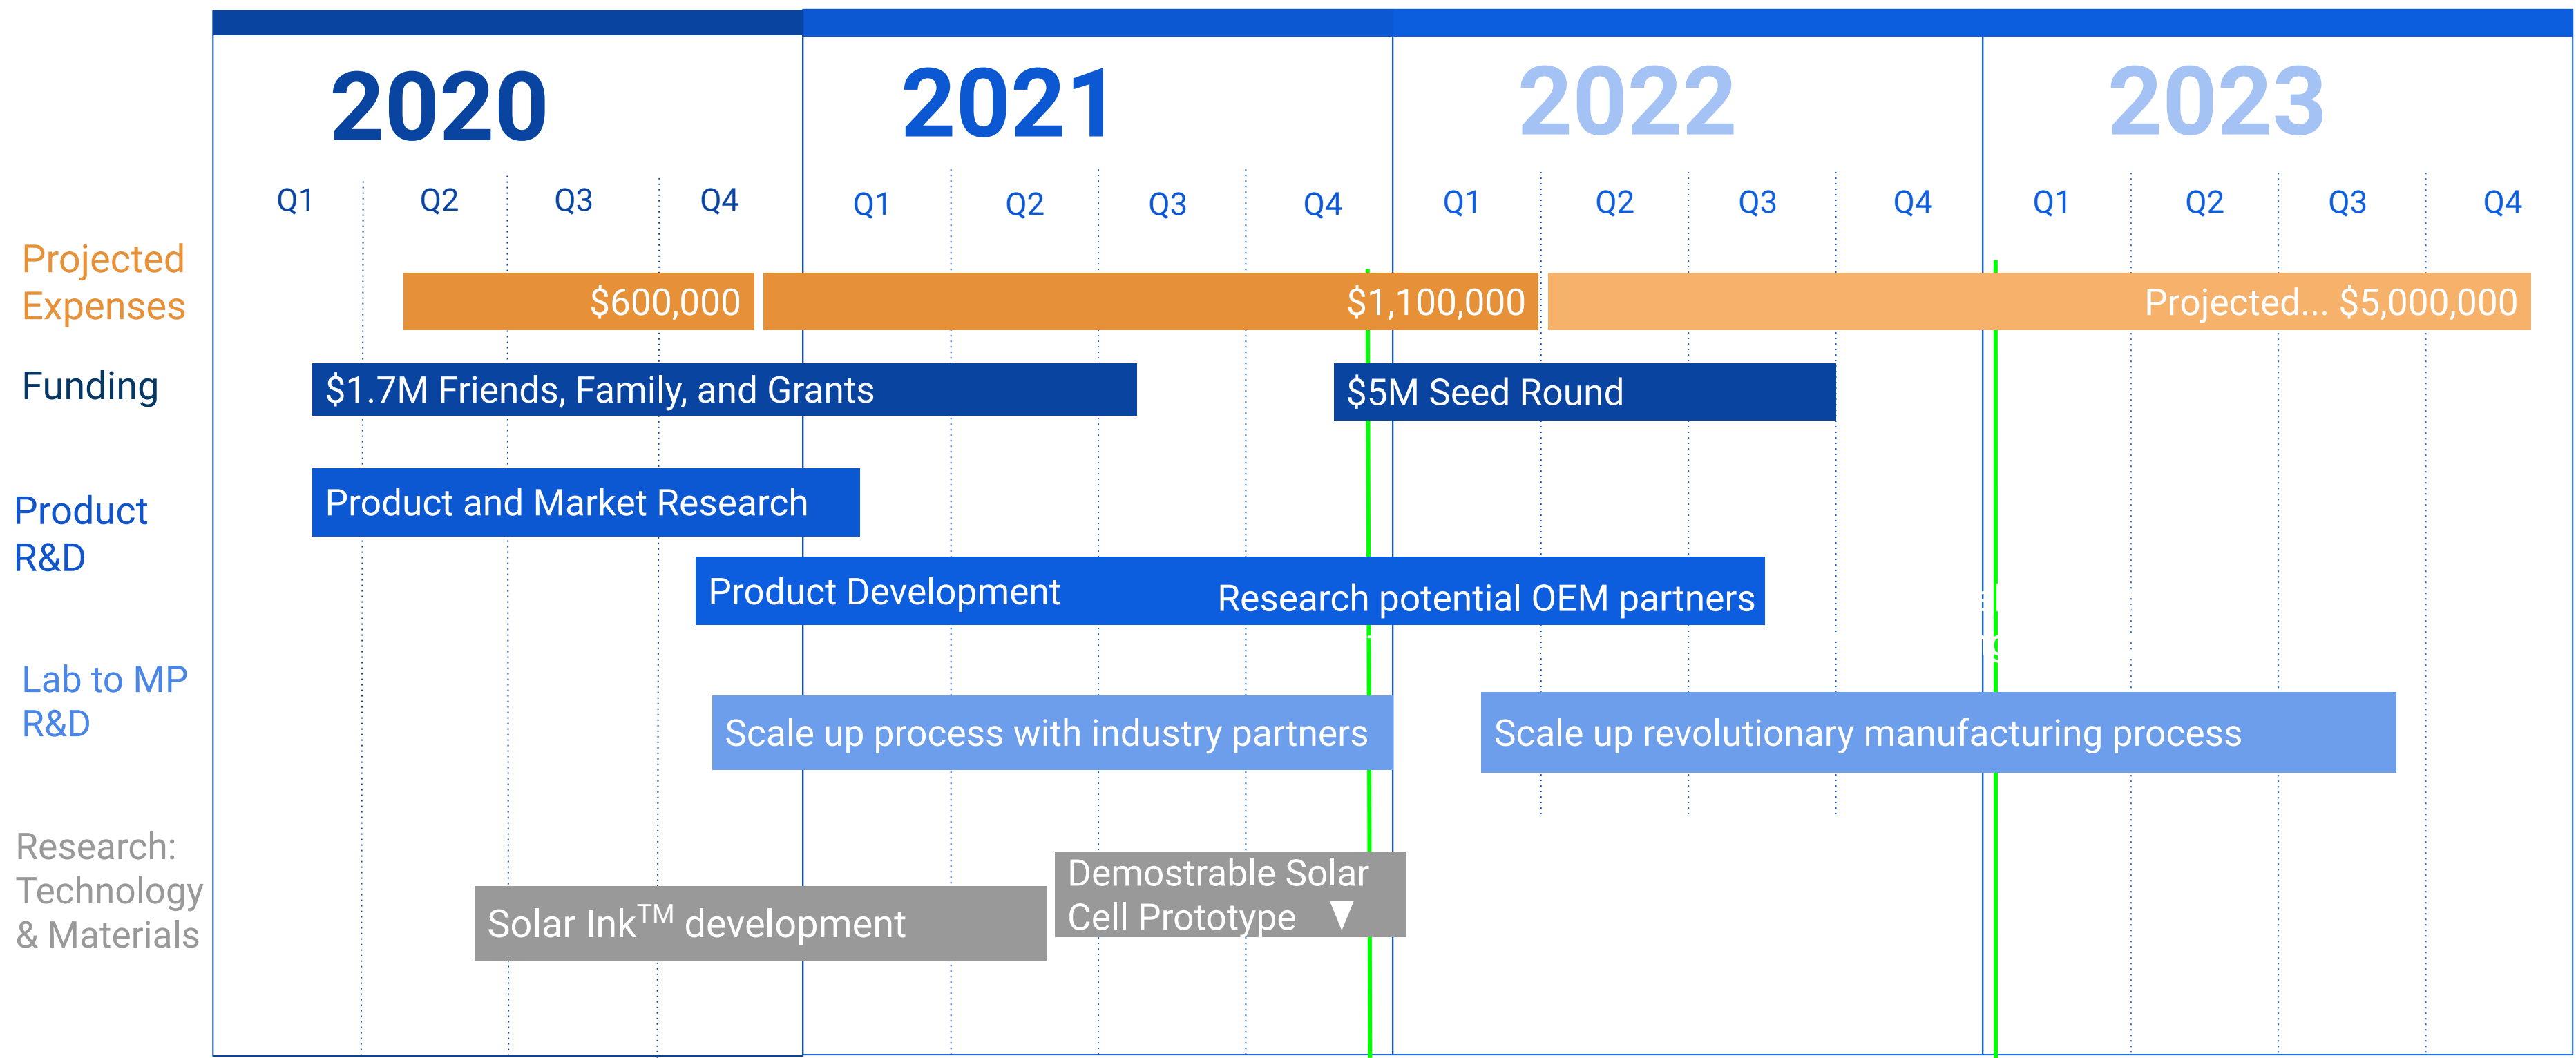 2020 2021 2022 2023
Q1 Q2 Q3 Q4 Q1 Q2 Q3 Q4 Q1 Q2 Q3 Q4 Q1 Q2 Q3 Q4
Projected
Expenses
$600,000
$1,100,000
Projected... $5,000,000
Funding
$1.7M Friends, Family, and Grants
$5M Seed Round
Product
R&D
Product and Market Research
Product Development
Research potential OEM partners
Lab to MP
R&D
Scale up process with industry partners
Scale up revolutionary manufacturing process
Research:
Technology
& Materials
Solar Ink™ development
Demostrable Solar
Cell Prototype ▼